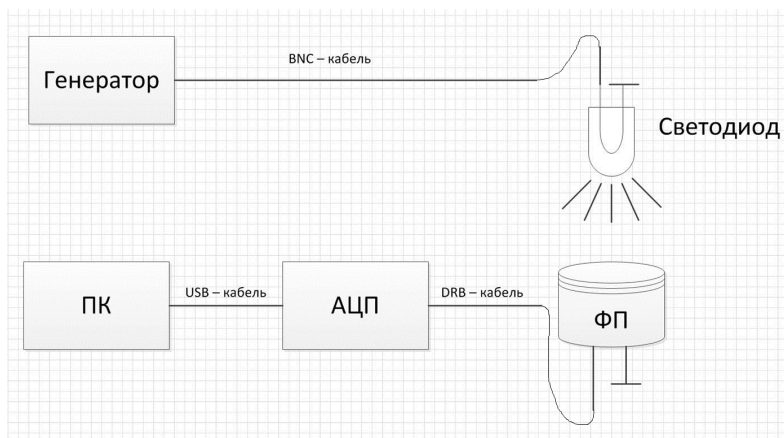 BNC – кабель
Генератор
Светодиод
USB – кабель
DRB – кабель
ПК
АЦП
ФП